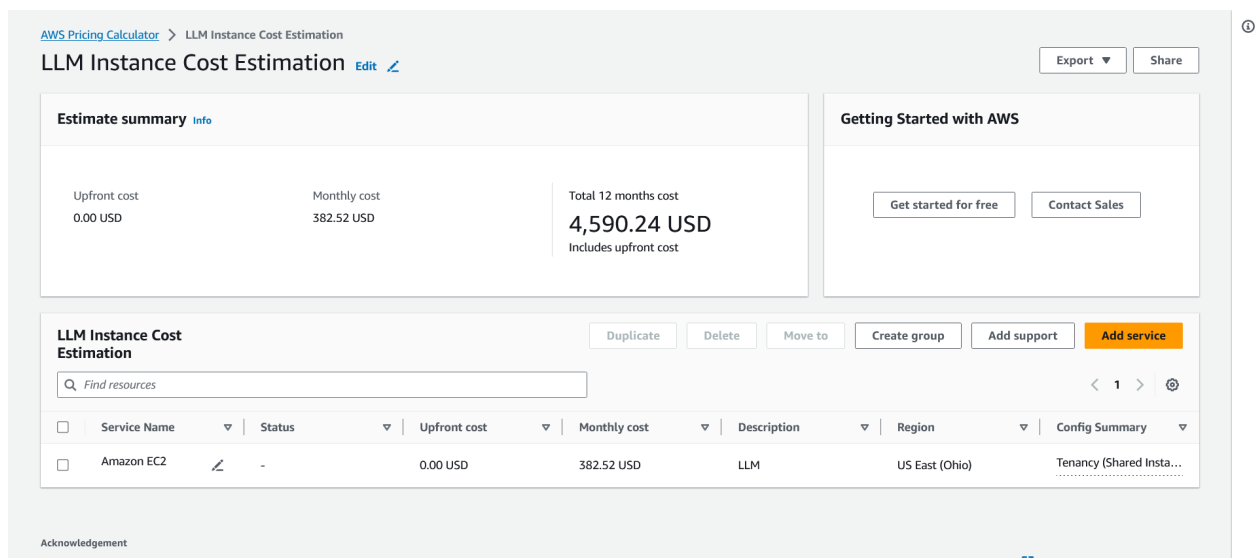 AWS Pricing Calculator > LLM Instance Cost Estimation
LLM Instance Cost Estimation Edit
Export ▼ Share
Estimate summary Info
Upfront cost
0.00 USD
Monthly cost
382.52 USD
Total 12 months cost
4,590.24 USD
Includes upfront cost
Getting Started with AWS
Get started for free Contact Sales
LLM Instance Cost
Estimation
Duplicate Delete Move to Create group Add support Add service
Find resources
1
Service Name Status Upfront cost Monthly cost Description Region Config Summary
Amazon EC2 - 0.00 USD 382.52 USD LLM US East (Ohio) Tenancy (Shared Insta...
Acknowledgement